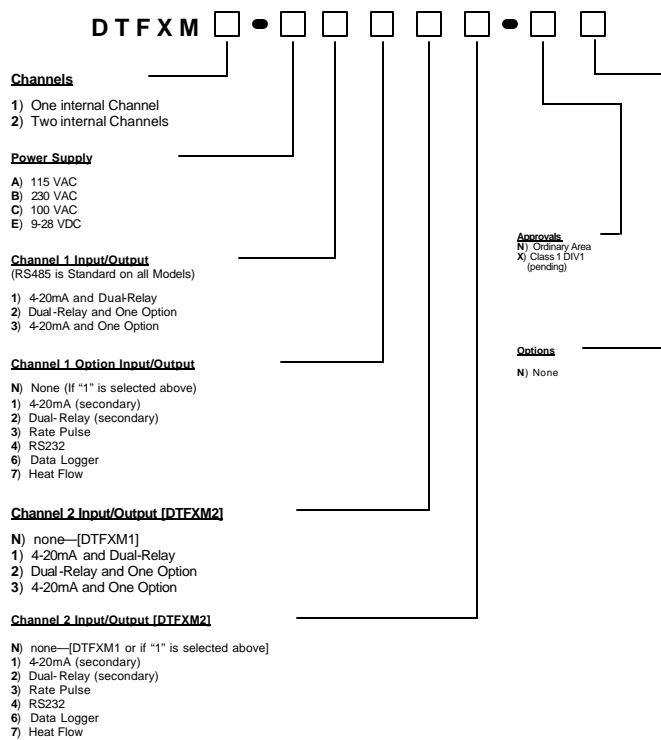 DTFXM
Channels
1) One internal Channel
2) Two internal Channels
Power Supply
A) 115 VAC
B) 230 VAC
C) 100 VAC
E) 9-28 VDC
Channel 1 Input/Output
(RS485 is Standard on all Models)
1) 4-20mA and Dual-Relay
2) Dual-Relay and One Option
3) 4-20mA and One Option
Channel 1 Option Input/Output
N) None (If “1” is selected above)
1) 4-20mA (secondary)
2) Dual-Relay (secondary)
3) Rate Pulse
4) RS232
6) Data Logger
7) Heat Flow
Channel 2 Input/Output [DTFXM2]
N) none—[DTFXM1]
1) 4-20mA and Dual-Relay
2) Dual-Relay and One Option
3) 4-20mA and One Option
Channel 2 Input/Output [DTFXM2]
N) none—[DTFXM1 or if “1” is selected above]
1) 4-20mA (secondary)
2) Dual-Relay (secondary)
3) Rate Pulse
4) RS232
6) Data Logger
7) Heat Flow
Approvals
N) Ordinary Area
X) Class 1 DIV1
(pending)
Options
N) None